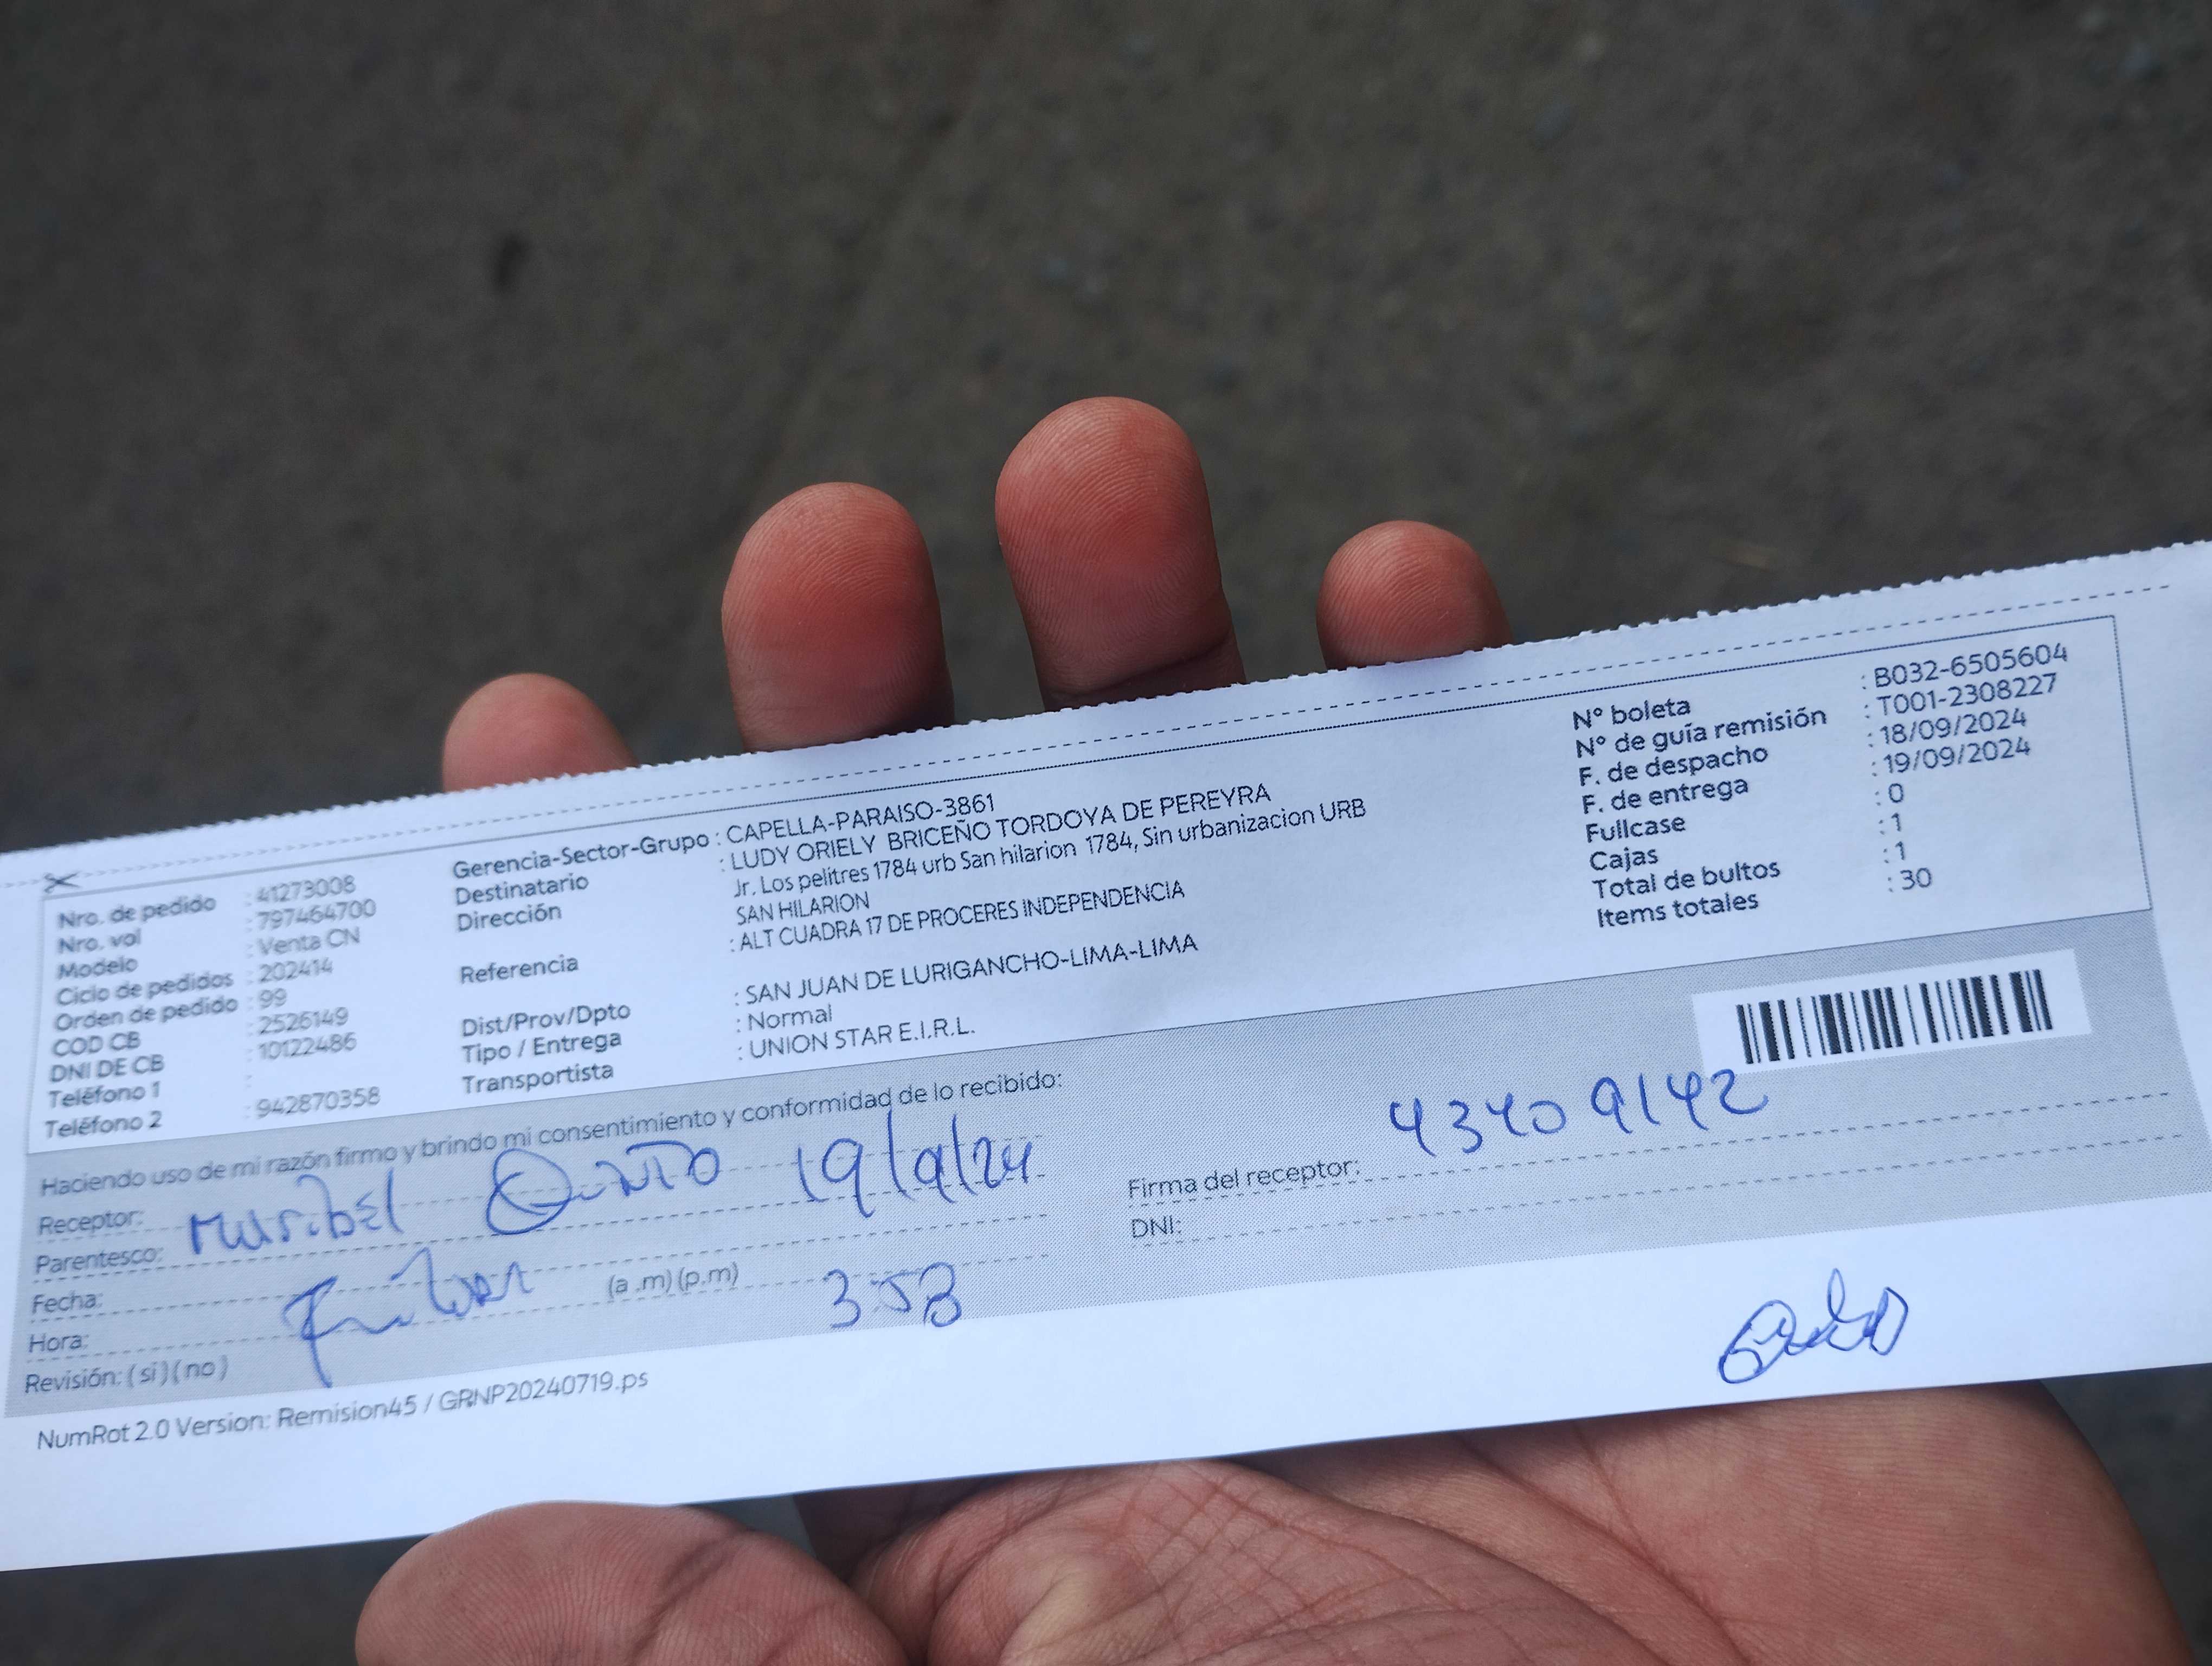 Nro. de pedido : 41273008
Nro. vol : 797464700
Modelo : Venta CN
Ciclo de pedidos : 202414
Orden de pedido : 99
COD CB : 2526149
DNI DE CB : 10122486
Teléfono 1 :
Teléfono 2 : 942870358
Gerencia-Sector-Grupo : CAPELLA-PARAISO-3861
Destinatario : LUDY ORIELY BRICEÑO TORDOYA DE PEREYRA
Dirección Jr. Los pelitres 1784 urb San hilarion 1784, Sin urbanizacion URB
SAN HILARION
Referencia : ALT CUADRA 17 DE PROCERES INDEPENDENCIA
Dist/Prov/Dpto : SAN JUAN DE LURIGANCHO-LIMA-LIMA
Tipo / Entrega : Normal
Transportista : UNION STAR E.I.R.L.
N° boleta : B032-6505604
N° de guía remisión : T001-2308227
F. de despacho : 18/09/2024
F. de entrega : 19/09/2024
Fullcase : 0
Cajas : 1
Total de bultos : 1
Items totales : 30
Haciendo uso de mi razón firmo y brindo mi consentimiento y conformidad de lo recibido:
Receptor: Maribel 19/9/24
Parentesco:
Fecha:
Hora: (a .m) (p.m) 3:53
Revisión: ( si ) ( no )
Firma del receptor: 43409142
DNI:
NumRot 2.0 Version: Remision45 / GRNP20240719.ps